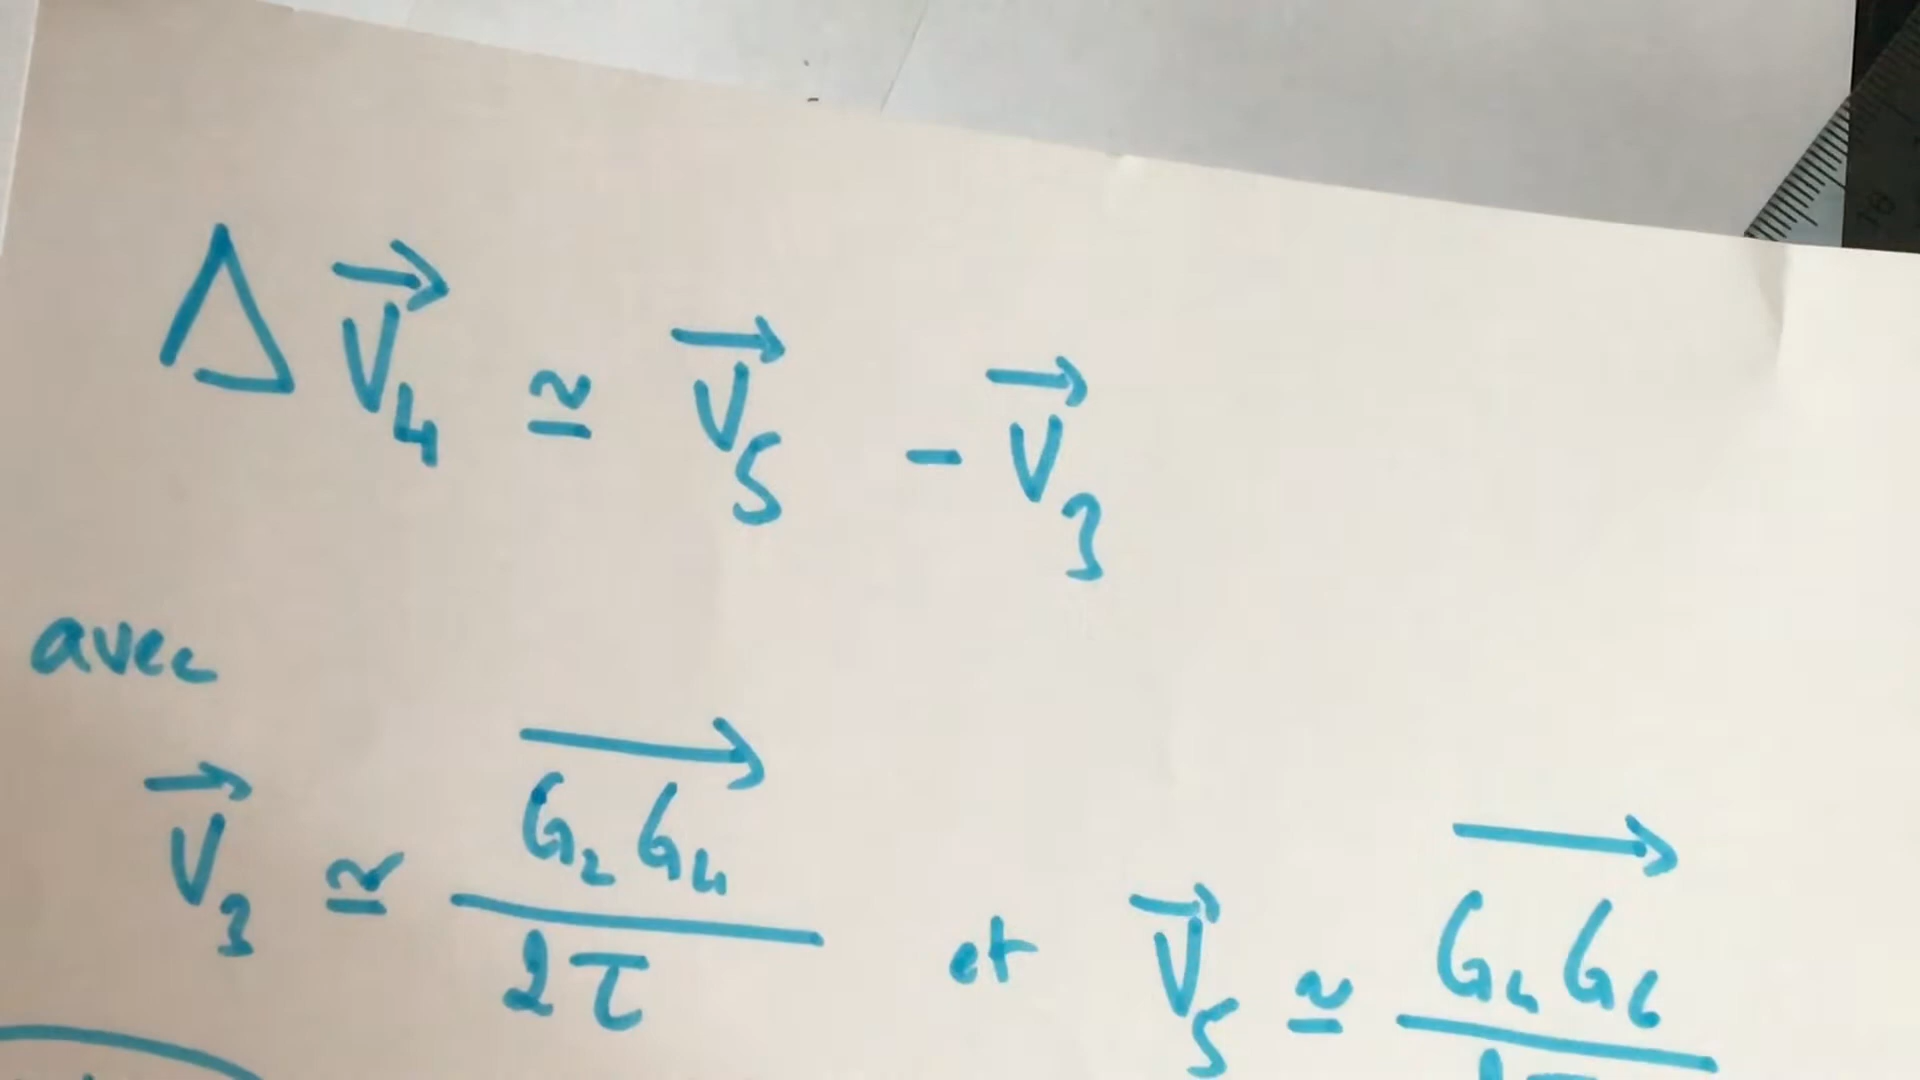 Δ V⃗₄ ≅ V⃗₅ - V⃗₃
avec
V⃗₃ ≅ G₂G₄⃗ / 2τ et V⃗₅ ≅ G₄G₆⃗